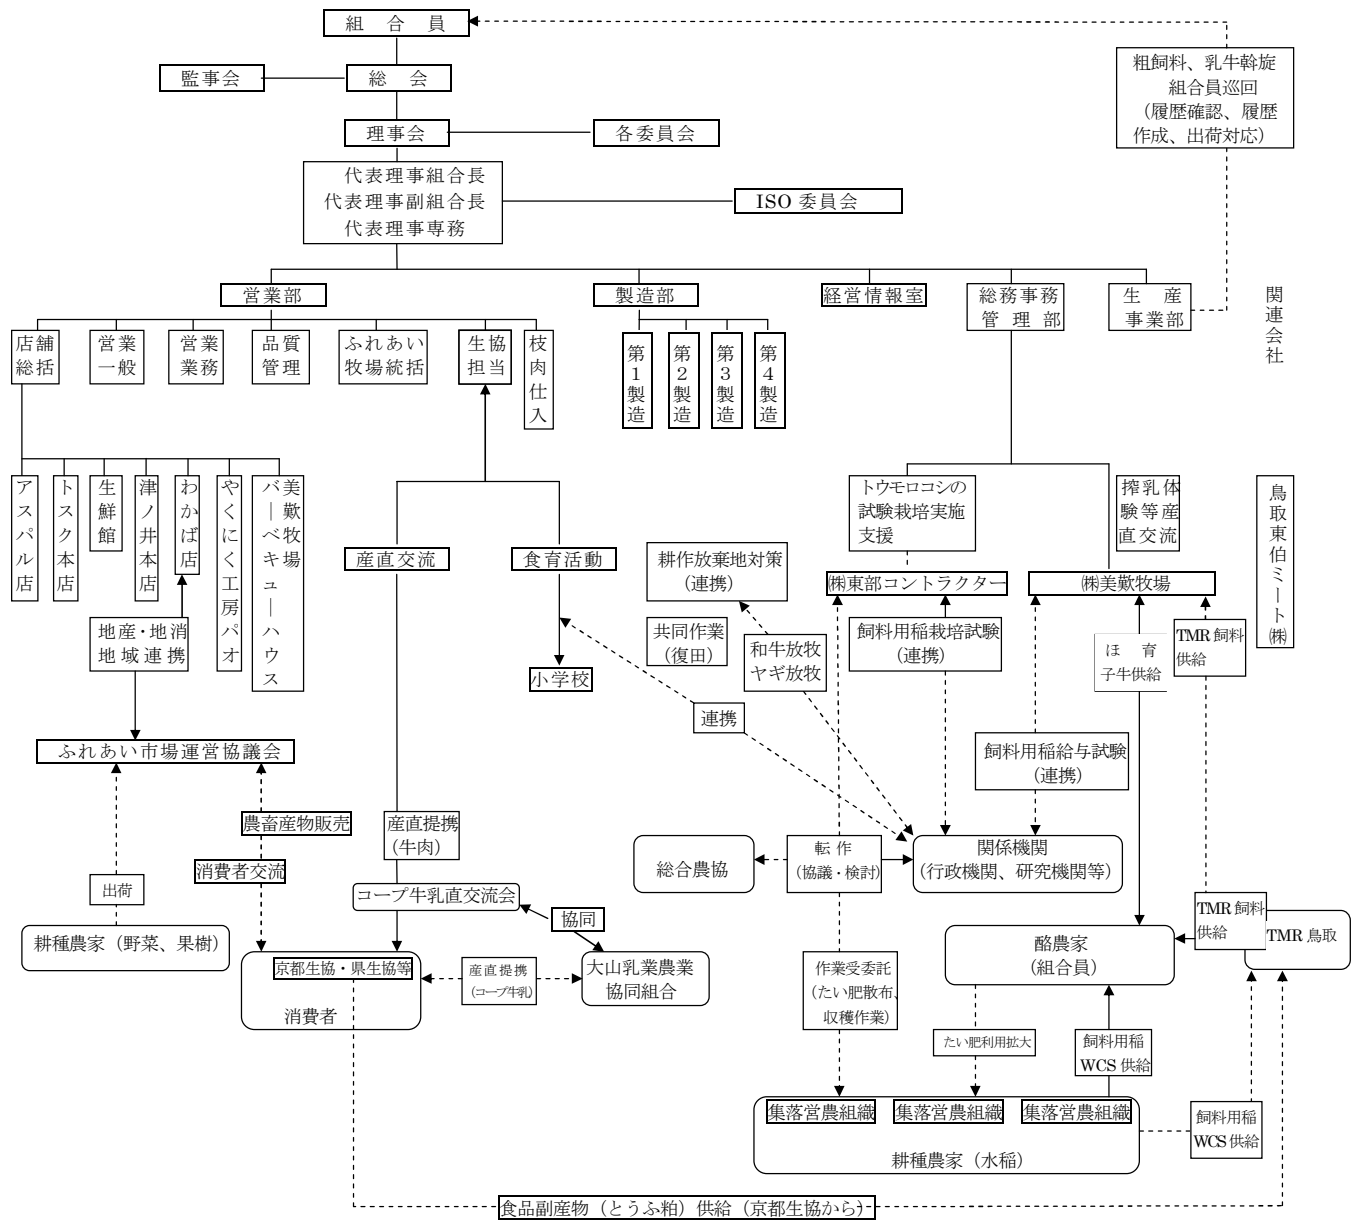 組　合　員
監事会
総　会
理事会
各委員会
代表理事組合長
代表理事副組合長
代表理事専務
ISO 委員会
粗飼料、乳牛斡旋
組合員巡回
（履歴確認、履歴
作成、出荷対応）
営業部
製造部
経営情報室
総務事務
管 理 部
生　産
事業部
関連会社
店舗
総括
営業
一般
営業
業務
品質
管理
ふれあい
牧場統括
生協
担当
枝肉仕入
第1製造
第2製造
第3製造
第4製造
アスパル店
トスク本店
生鮮館
津ノ井本店
わかば店
やくにく工房パオ
美歎牧場
バーベキューハウス
産直交流
食育活動
トウモロコシの
試験栽培実施
支援
搾乳体
験等産
直交流
鳥取東伯ミート㈱
耕作放棄地対策
（連携）
㈱東部コントラクター
㈱美歎牧場
地産・地消
地域連携
共同作業
（復田）
和牛放牧
ヤギ放牧
飼料用稲栽培試験
（連携）
ほ　育
子牛供給
TMR 飼料
供給
小学校
連携
ふれあい市場運営協議会
飼料用稲給与試験
（連携）
農畜産物販売
産直提携
（牛肉）
消費者交流
出荷
総合農協
転 作
（協議・検討）
関係機関
（行政機関、研究機関等）
コープ牛乳直交流会
協同
耕種農家（野菜、果樹）
京都生協・県生協等
消費者
産直提携
（コープ牛乳）
大山乳業農業
協同組合
作業受委託
（たい肥散布、
収穫作業）
酪農家
（組合員）
TMR 飼料
供給
TMR 鳥取
たい肥利用拡大
飼料用稲
WCS 供給
集落営農組織
集落営農組織
集落営農組織
耕種農家（水稲）
飼料用稲
WCS 供給
食品副産物（とうふ粕）供給（京都生協から）